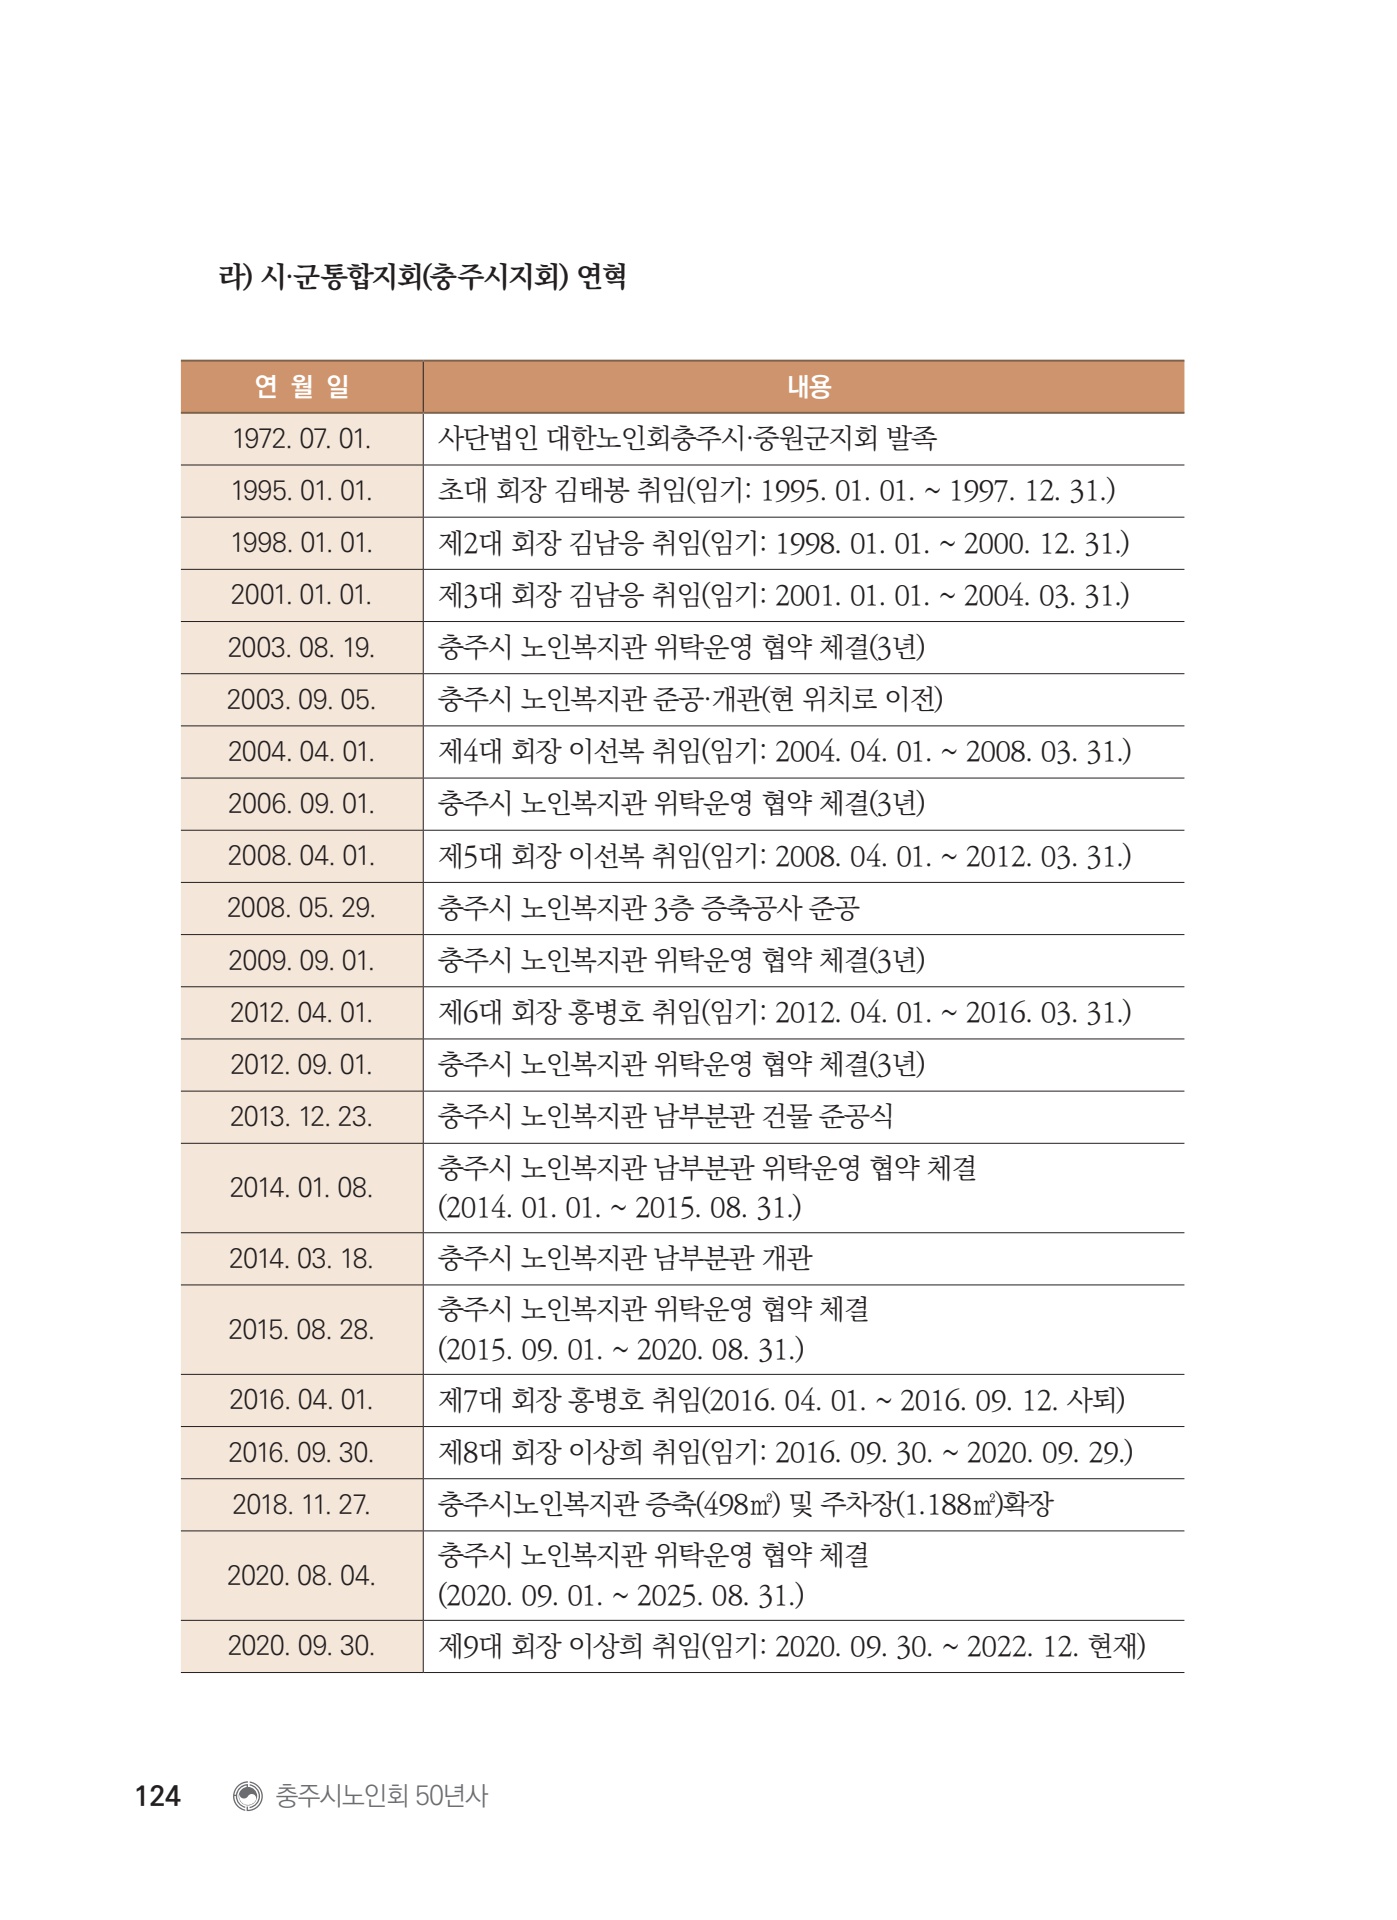 라) 시·군통합지회(충주시지회) 연혁
연 월 일 내용
1972. 07. 01. 사단법인 대한노인회충주시·중원군지회 발족
1995. 01. 01. 초대 회장 김태봉 취임(임기: 1995. 01. 01. ~ 1997. 12. 31.)
1998. 01. 01. 제2대 회장 김남응 취임(임기: 1998. 01. 01. ~ 2000. 12. 31.)
2001. 01. 01. 제3대 회장 김남응 취임(임기: 2001. 01. 01. ~ 2004. 03. 31.)
2003. 08. 19. 충주시 노인복지관 위탁운영 협약 체결(3년)
2003. 09. 05. 충주시 노인복지관 준공·개관(현 위치로 이전)
2004. 04. 01. 제4대 회장 이선복 취임(임기: 2004. 04. 01. ~ 2008. 03. 31.)
2006. 09. 01. 충주시 노인복지관 위탁운영 협약 체결(3년)
2008. 04. 01. 제5대 회장 이선복 취임(임기: 2008. 04. 01. ~ 2012. 03. 31.)
2008. 05. 29. 충주시 노인복지관 3층 증축공사 준공
2009. 09. 01. 충주시 노인복지관 위탁운영 협약 체결(3년)
2012. 04. 01. 제6대 회장 홍병호 취임(임기: 2012. 04. 01. ~ 2016. 03. 31.)
2012. 09. 01. 충주시 노인복지관 위탁운영 협약 체결(3년)
2013. 12. 23. 충주시 노인복지관 남부분관 건물 준공식
2014. 01. 08. 충주시 노인복지관 남부분관 위탁운영 협약 체결
(2014. 01. 01. ~ 2015. 08. 31.)
2014. 03. 18. 충주시 노인복지관 남부분관 개관
2015. 08. 28. 충주시 노인복지관 위탁운영 협약 체결
(2015. 09. 01. ~ 2020. 08. 31.)
2016. 04. 01. 제7대 회장 홍병호 취임(2016. 04. 01. ~ 2016. 09. 12. 사퇴)
2016. 09. 30. 제8대 회장 이상희 취임(임기: 2016. 09. 30. ~ 2020. 09. 29.)
2018. 11. 27. 충주시노인복지관 증축(498㎡) 및 주차장(1.188㎡)확장
2020. 08. 04. 충주시 노인복지관 위탁운영 협약 체결
(2020. 09. 01. ~ 2025. 08. 31.)
2020. 09. 30. 제9대 회장 이상희 취임(임기: 2020. 09. 30. ~ 2022. 12. 현재)
124 충주시노인회 50년사